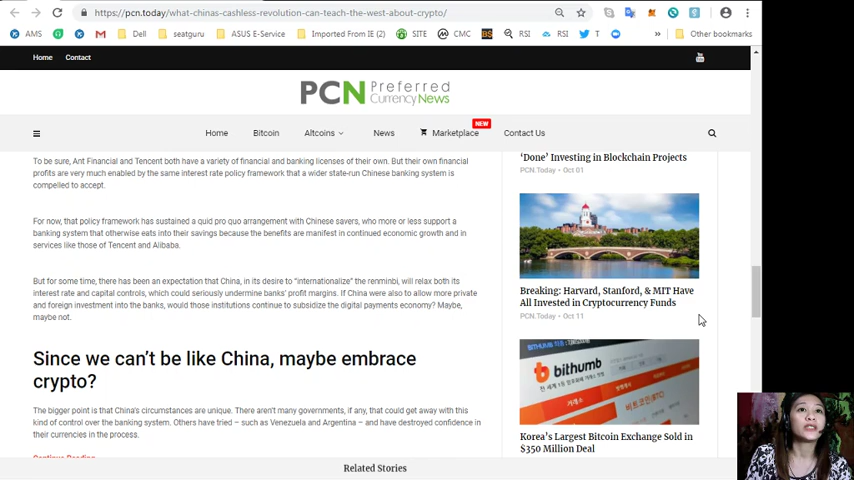 https://pcn.today/what-chinas-cashless-revolution-can-teach-the-west-about-crypto/
AMS
Dell
seatguru
ASUS E-Service
Imported From IE (2)
SITE
CMC
RSI
RSI
T
»
Other bookmarks
Home
Contact
PCN Preferred
Currency News
Home
Bitcoin
Altcoins
News
NEW
Marketplace
Contact Us
To be sure, Ant Financial and Tencent both have a variety of financial and banking licenses of their own. But their own financial
profits are very much enabled by the same interest rate policy framework that a wider state-run Chinese banking system is
compelled to accept.
For now, that policy framework has sustained a quid pro quo arrangement with Chinese savers, who more or less support a
banking system that otherwise eats into their savings because the benefits are manifest in continued economic growth and in
services like those of Tencent and Alibaba.
But for some time, there has been an expectation that China, in its desire to “internationalize” the renminbi, will relax both its
interest rate and capital controls, which could seriously undermine banks’ profit margins. If China were also to allow more private
and foreign investment into the banks, would those institutions continue to subsidize the digital payments economy? Maybe,
maybe not.
Since we can’t be like China, maybe embrace
crypto?
The bigger point is that China’s circumstances are unique. There aren’t many governments, if any, that could get away with this
kind of control over the banking system. Others have tried – such as Venezuela and Argentina – and have destroyed confidence in
their currencies in the process.
Continue Reading
‘Done’ Investing in Blockchain Projects
PCN.Today • Oct 01
Breaking: Harvard, Stanford, & MIT Have
All Invested in Cryptocurrency Funds
PCN.Today • Oct 11
bithumb
Korea’s Largest Bitcoin Exchange Sold in
$350 Million Deal
Related Stories